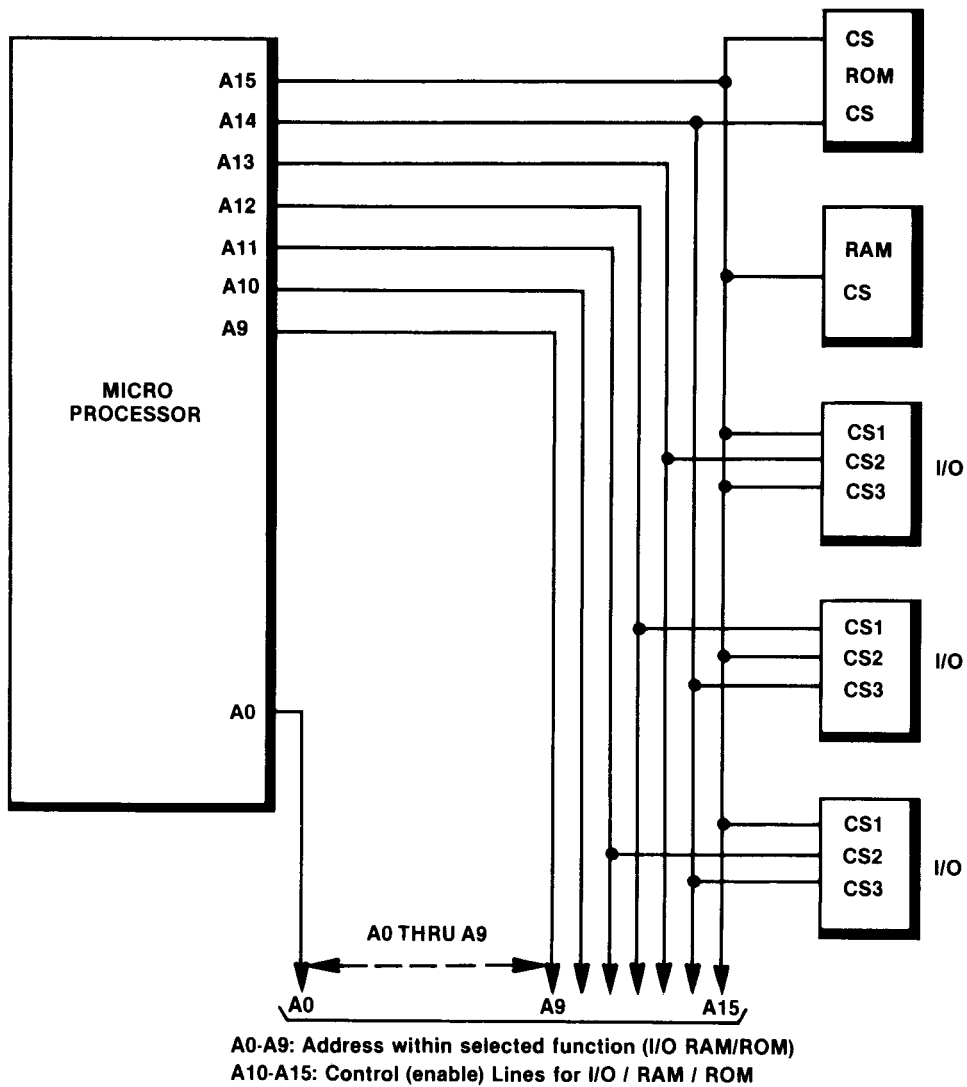 CS
ROM
CS
A15
A14
A13
A12
A11
A10
A9
MICRO
PROCESSOR
A0
RAM
CS
CS1
CS2
CS3
I/O
CS1
CS2
CS3
I/O
CS1
CS2
CS3
I/O
A0 THRU A9
A0
A9
A15
A0-A9: Address within selected function (I/O RAM/ROM)
A10-A15: Control (enable) Lines for I/O / RAM / ROM